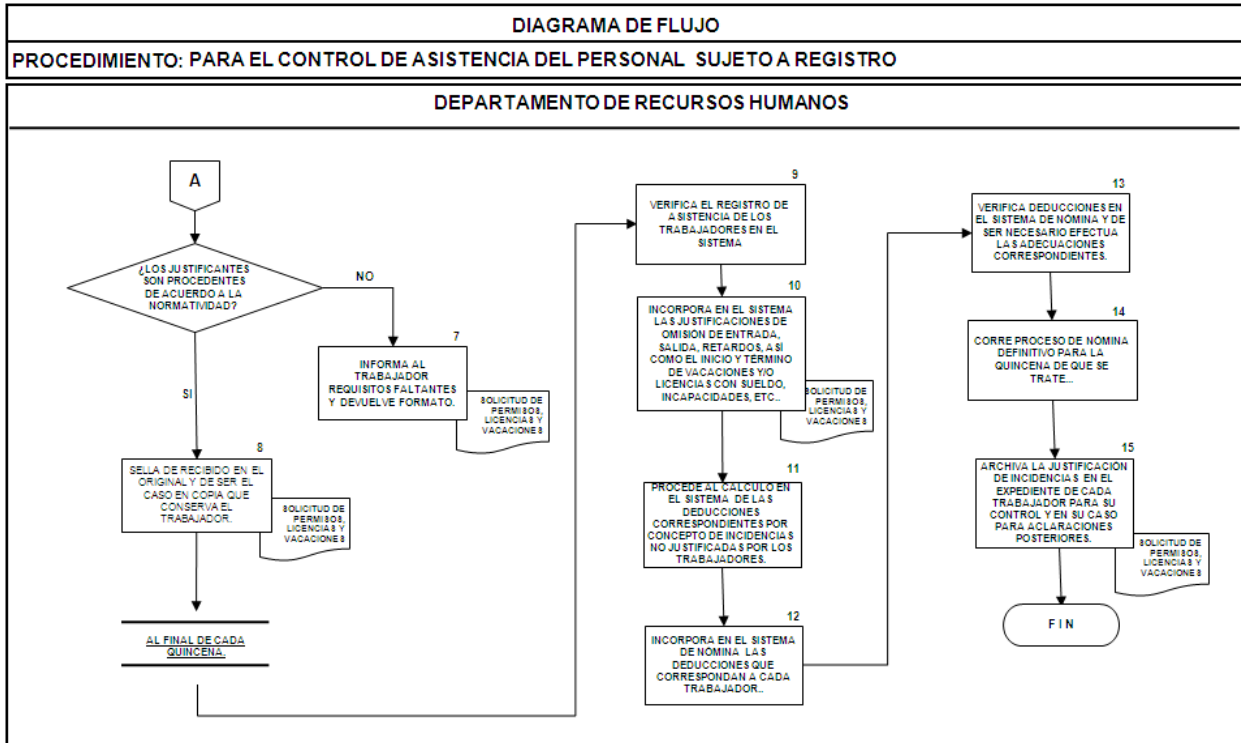 DIAGRAMA DE FLUJO
PROCEDIMIENTO: PARA EL CONTROL DE ASISTENCIA DEL PERSONAL SUJETO A REGISTRO
DEPARTAMENTO DE RECURSOS HUMANOS
A
¿LOS JUSTIFICANTES
SON PROCEDENTES
DE ACUERDO A LA
NORMATIVIDAD?
NO
SI
7
INFORMA AL
TRABAJADOR
REQUISITOS FALTANTES
Y DEVUELVE FORMATO.
SOLICITUD DE
PERMISOS,
LICENCIAS Y
VACACIONES
8
SELLA DE RECIBIDO EN EL
ORIGINAL Y DE SER EL
CASO EN COPIA QUE
CONSERVA EL
TRABAJADOR.
SOLICITUD DE
PERMISOS,
LICENCIAS Y
VACACIONES
AL FINAL DE CADA
QUINCENA.
9
VERIFICA EL REGISTRO DE
ASISTENCIA DE LOS
TRABAJADORES EN EL
SISTEMA
10
INCORPORA EN EL SISTEMA
LAS JUSTIFICACIONES DE
OMISIÓN DE ENTRADA,
SALIDA, RETARDOS, ASÍ
COMO EL INICIO Y TÉRMINO
DE VACACIONES Y/O
LICENCIAS CON SUELDO,
INCAPACIDADES, ETC..
SOLICITUD DE
PERMISOS,
LICENCIAS Y
VACACIONES
11
PROCEDE AL CALCULO EN
EL SISTEMA DE LAS
DEDUCCIONES
CORRESPONDIENTES POR
CONCEPTO DE INCIDENCIAS
NO JUSTIFICADAS POR LOS
TRABAJADORES.
12
INCORPORA EN EL SISTEMA
DE NÓMINA LAS
DEDUCCIONES QUE
CORRESPONDAN A CADA
TRABAJADOR..
13
VERIFICA DEDUCCIONES EN
EL SISTEMA DE NÓMINA Y DE
SER NECESARIO EFECTUA
LAS ADECUACIONES
CORRESPONDIENTES.
14
CORRE PROCESO DE NÓMINA
DEFINITIVO PARA LA
QUINCENA DE QUE SE
TRATE...
15
ARCHIVA LA JUSTIFICACIÓN
DE INCIDENCIAS EN EL
EXPEDIENTE DE CADA
TRABAJADOR PARA SU
CONTROL Y EN SU CASO
PARA ACLARACIONES
POSTERIORES.
SOLICITUD DE
PERMISOS,
LICENCIAS Y
VACACIONES
FIN